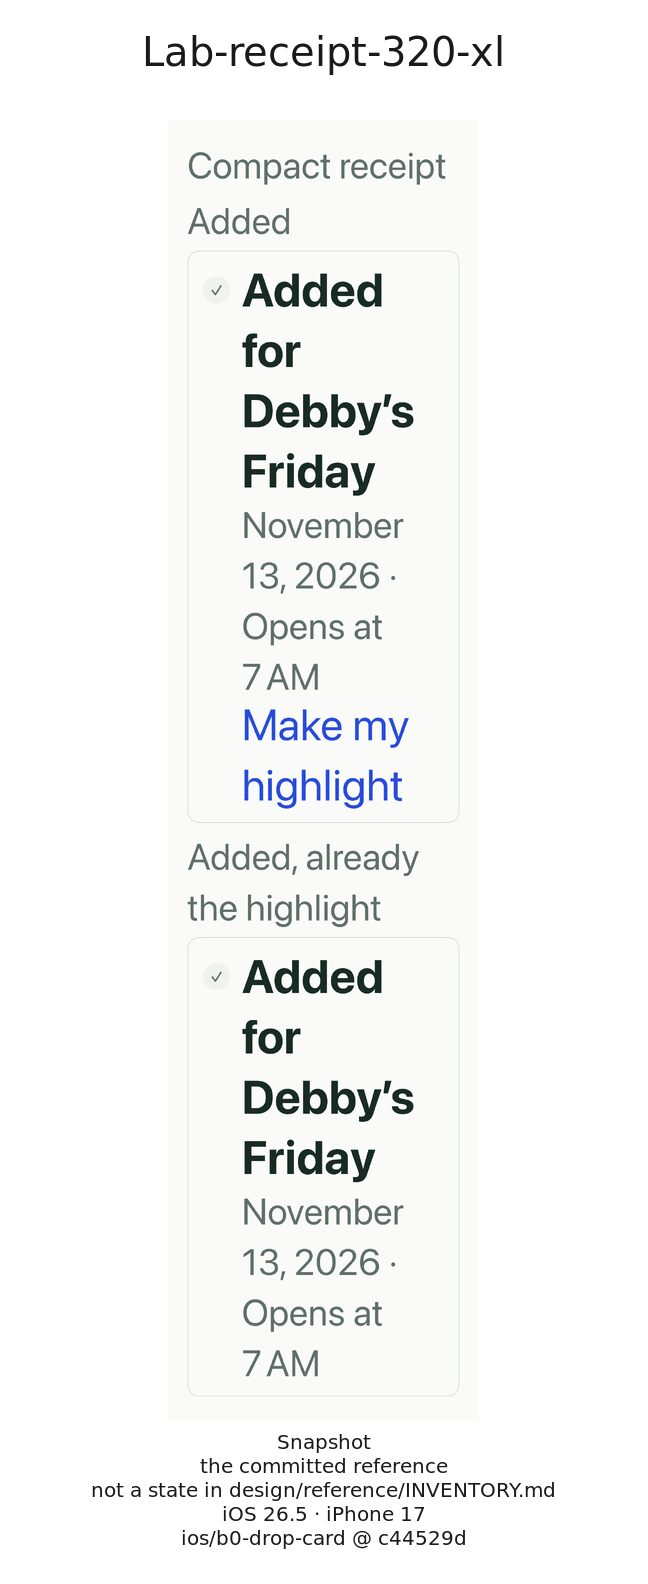 Lab-receipt-320-xl
Compact receipt
Added
Added
for
Debby’s
Friday
November
13, 2026 ·
Opens at
7 AM
Make my
highlight
Added, already
the highlight
Added
for
Debby’s
Friday
November
13, 2026 ·
Opens at
7 AM
Snapshot
the committed reference
not a state in design/reference/INVENTORY.md
iOS 26.5 · iPhone 17
ios/b0-drop-card @ c44529d